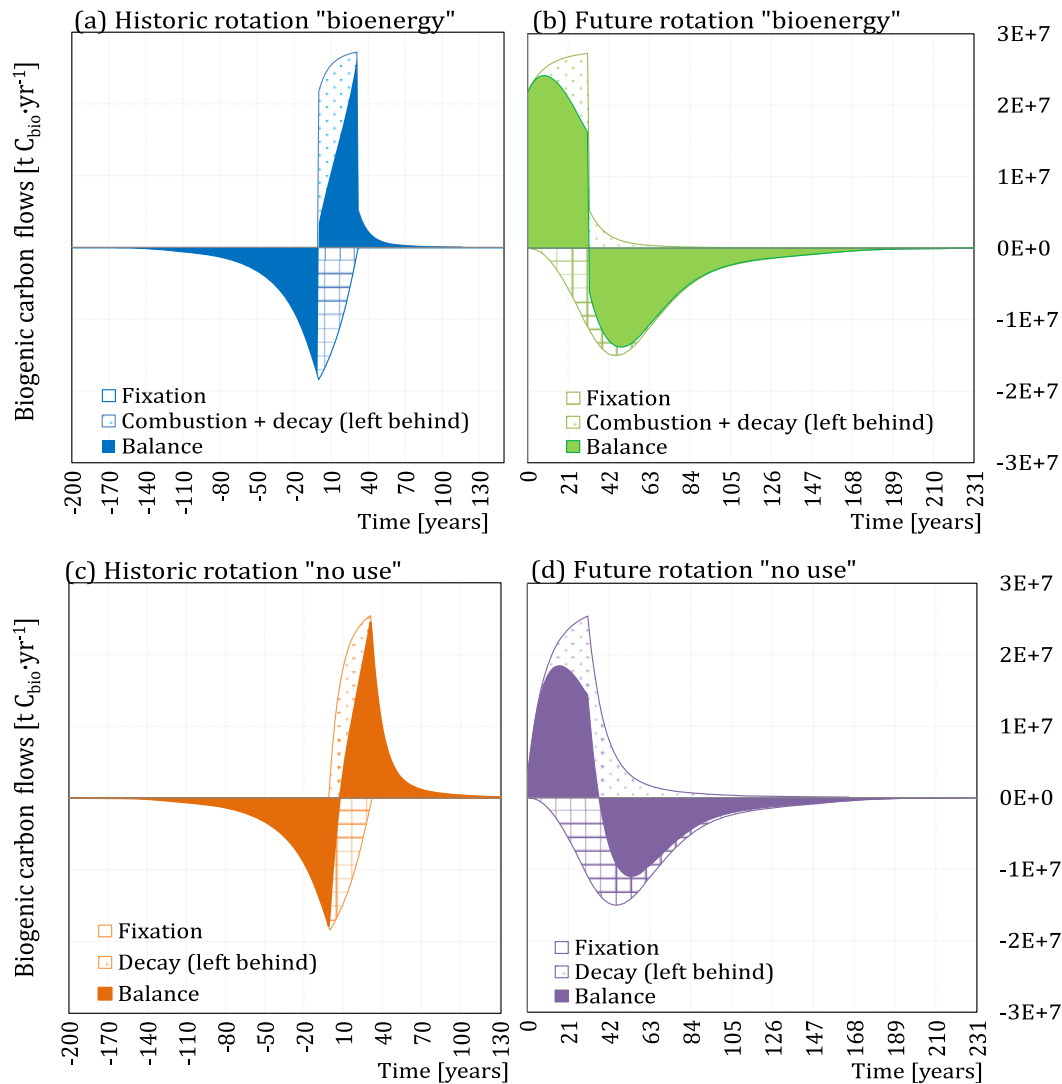 (a) Historic rotation "bioenergy"
(b) Future rotation "bioenergy"
Biogenic carbon flows [t C_bio·yr⁻¹]
Fixation
Combustion + decay (left behind)
Balance
-200 -170 -140 -110 -80 -50 -20 10 40 70 100 130
Time [years]
Fixation
Combustion + decay (left behind)
Balance
0 21 42 63 84 105 126 147 168 189 210 231
Time [years]
3E+7
2E+7
1E+7
0E+0
-1E+7
-2E+7
-3E+7
(c) Historic rotation "no use"
(d) Future rotation "no use"
Biogenic carbon flows [t C_bio·yr⁻¹]
Fixation
Decay (left behind)
Balance
-200 -170 -140 -110 -80 -50 -20 10 40 70 100 130
Time [years]
Fixation
Decay (left behind)
Balance
0 21 42 63 84 105 126 147 168 189 210 231
Time [years]
3E+7
2E+7
1E+7
0E+0
-1E+7
-2E+7
-3E+7